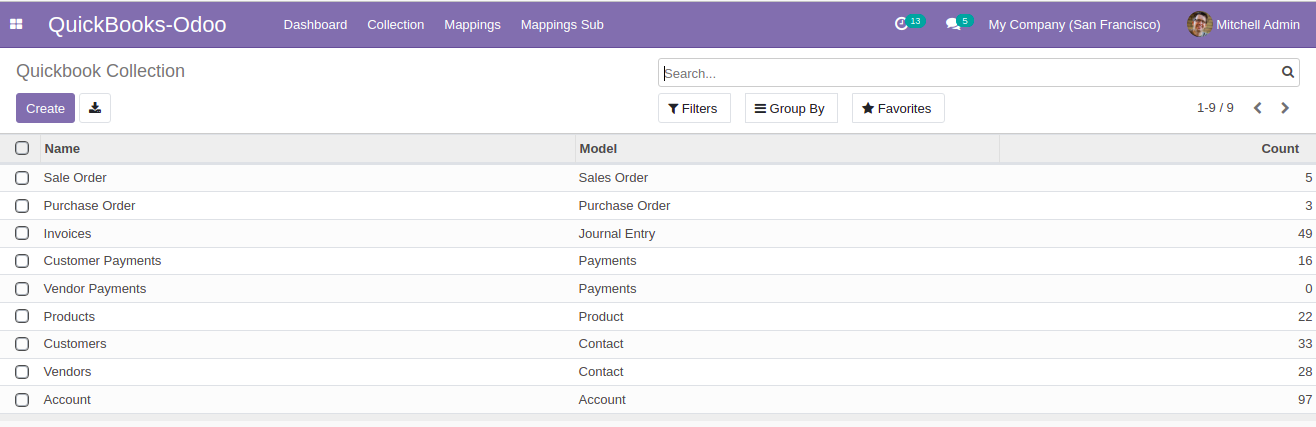 QuickBooks-Odoo Dashboard Collection Mappings Mappings Sub 13 5 My Company (San Francisco) Mitchell Admin
Quickbook Collection
Search...
Create
Filters Group By Favorites 1-9 / 9
Name Model Count
Sale Order Sales Order 5
Purchase Order Purchase Order 3
Invoices Journal Entry 49
Customer Payments Payments 16
Vendor Payments Payments 0
Products Product 22
Customers Contact 33
Vendors Contact 28
Account Account 97